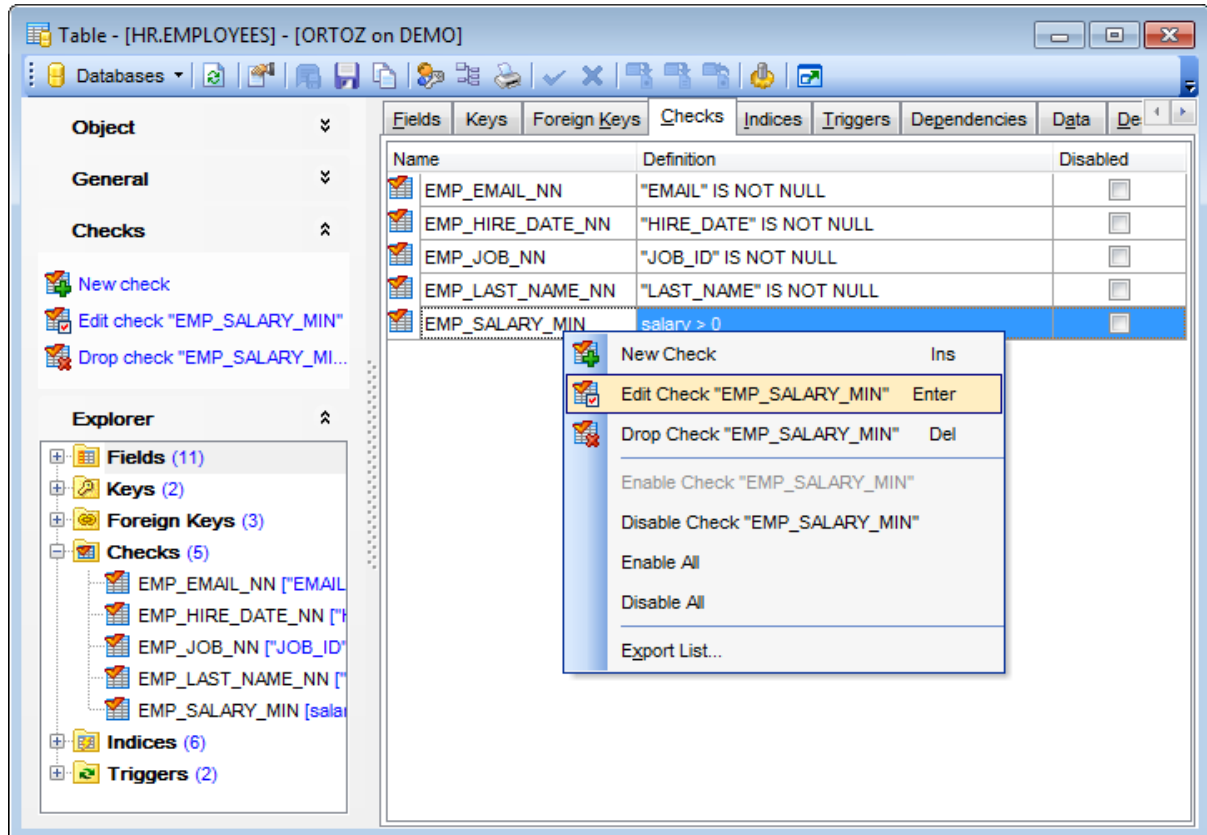 Table - [HR.EMPLOYEES] - [ORTOZ on DEMO]
Databases
Object
General
Checks
New check
Edit check "EMP_SALARY_MIN"
Drop check "EMP_SALARY_MI...
Explorer
Fields (11)
Keys (2)
Foreign Keys (3)
Checks (5)
EMP_EMAIL_NN ["EMAIL
EMP_HIRE_DATE_NN ["H
EMP_JOB_NN ["JOB_ID"
EMP_LAST_NAME_NN ["
EMP_SALARY_MIN [salar
Indices (6)
Triggers (2)
Fields Keys Foreign Keys Checks Indices Triggers Dependencies Data De
Name Definition Disabled
EMP_EMAIL_NN "EMAIL" IS NOT NULL
EMP_HIRE_DATE_NN "HIRE_DATE" IS NOT NULL
EMP_JOB_NN "JOB_ID" IS NOT NULL
EMP_LAST_NAME_NN "LAST_NAME" IS NOT NULL
EMP_SALARY_MIN salary > 0
New Check Ins
Edit Check "EMP_SALARY_MIN" Enter
Drop Check "EMP_SALARY_MIN" Del
Enable Check "EMP_SALARY_MIN"
Disable Check "EMP_SALARY_MIN"
Enable All
Disable All
Export List...